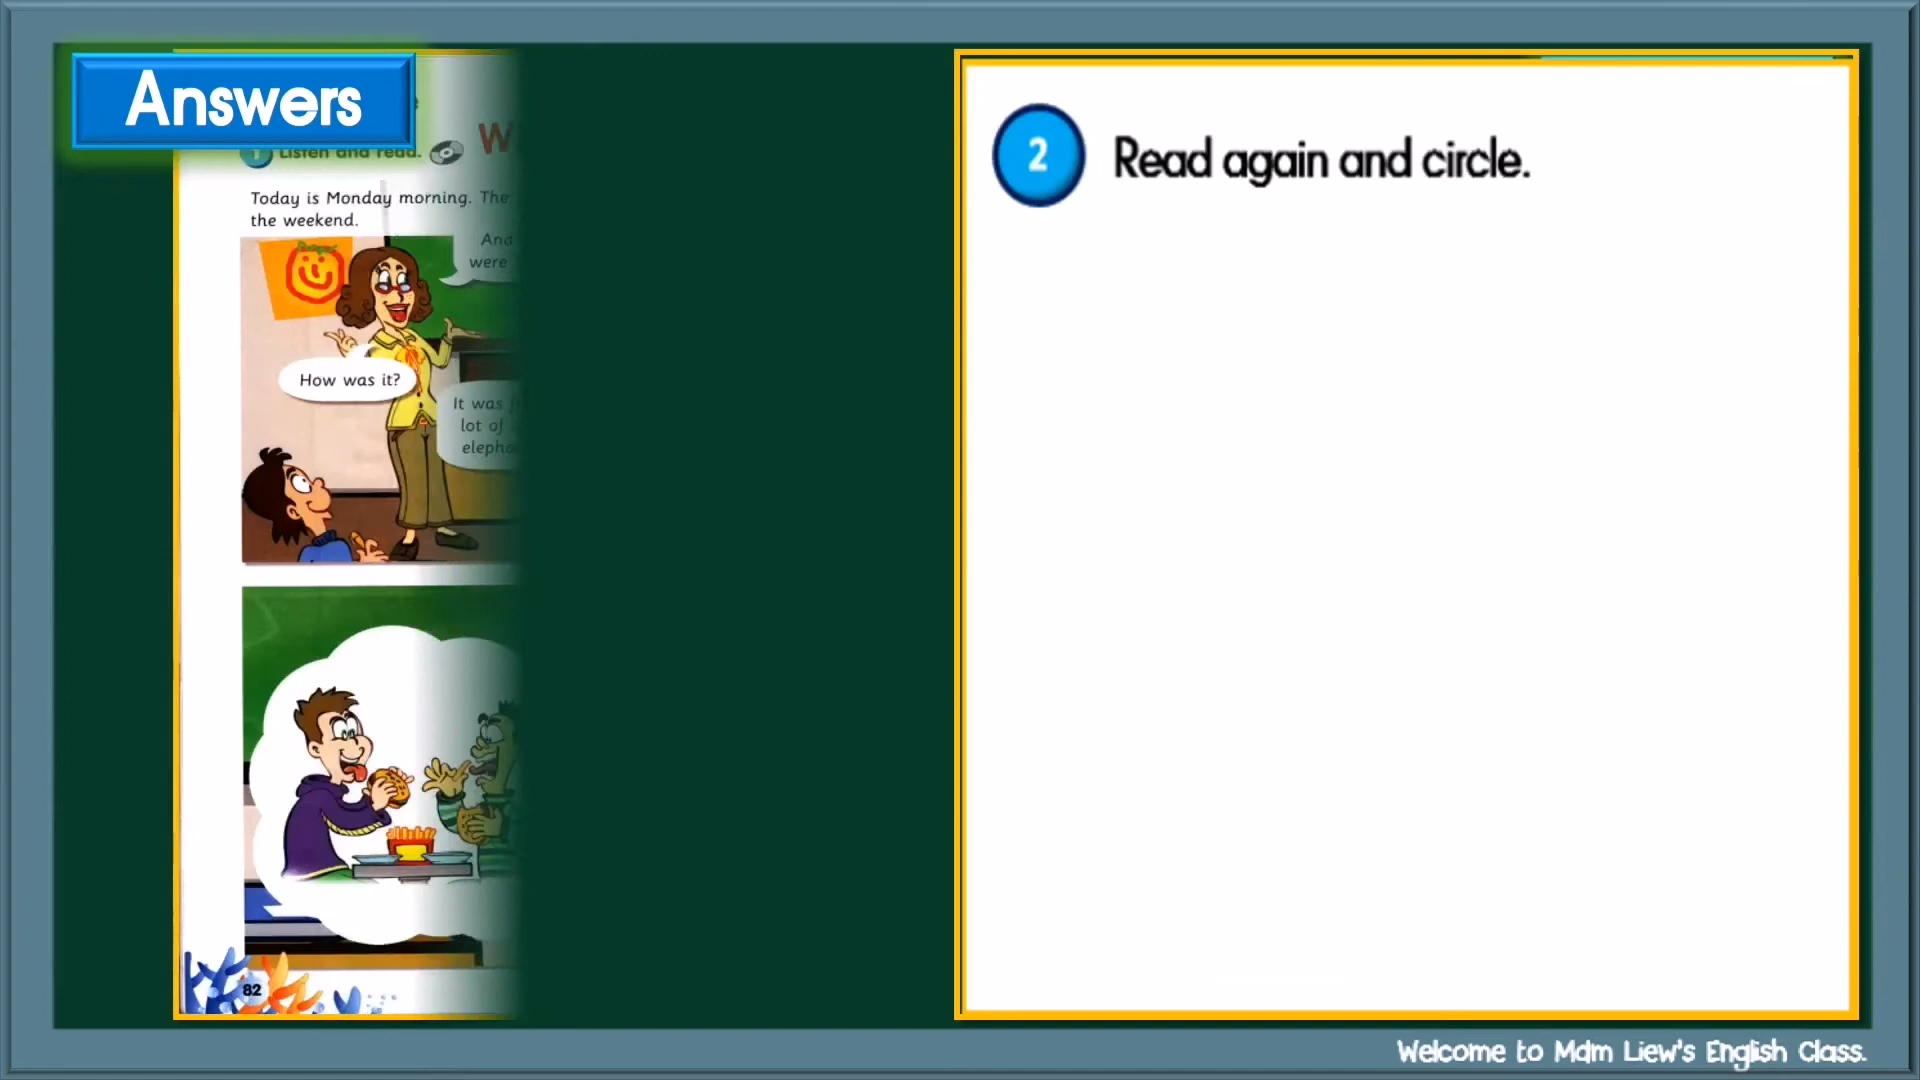 Answers
1 Listen and read.
W
Today is Monday morning. The
the weekend.
And
were
How was it?
It was
lot of
82
2 Read again and circle.
Welcome to Mdm Liew's English Class.